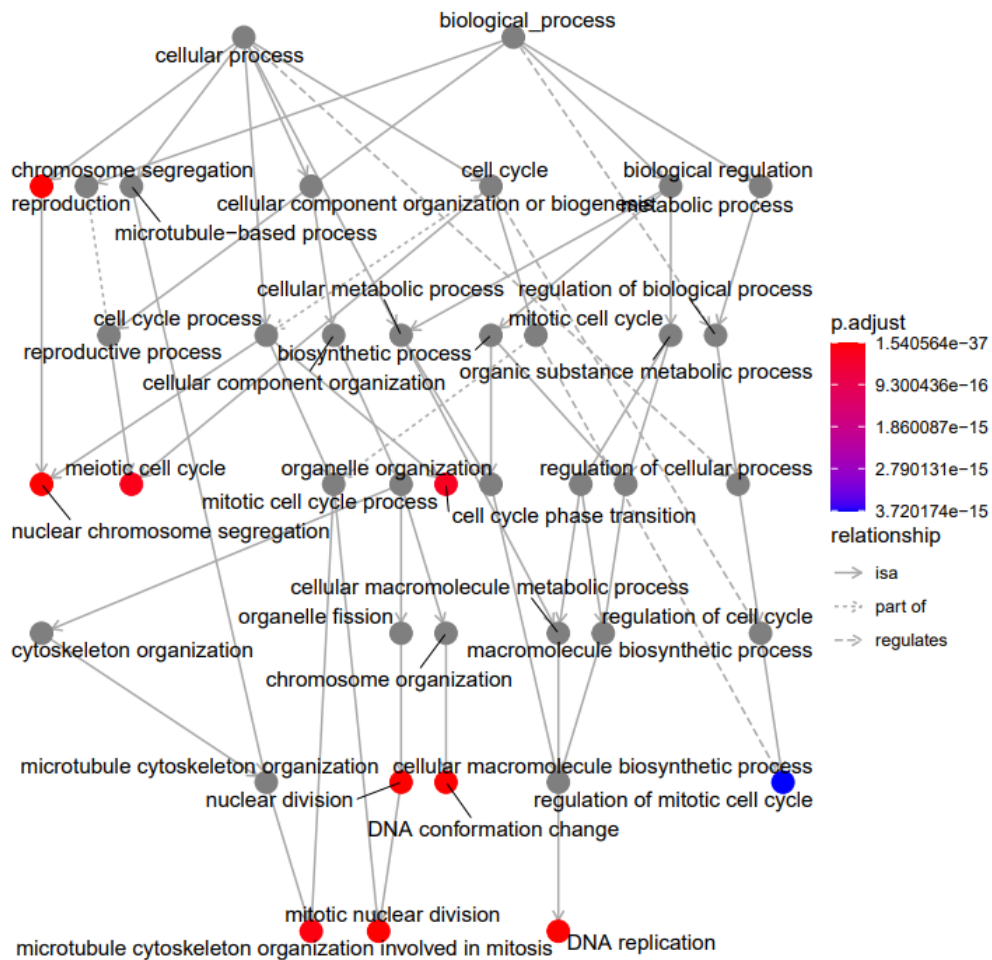 biological_process
cellular process
chromosome segregation
cell cycle
biological regulation
reproduction
cellular component organization or biogenesis
metabolic process
microtubule−based process
cellular metabolic process
regulation of biological process
cell cycle process
mitotic cell cycle
reproductive process
biosynthetic process
organic substance metabolic process
cellular component organization
meiotic cell cycle
organelle organization
regulation of cellular process
mitotic cell cycle process
cell cycle phase transition
nuclear chromosome segregation
cellular macromolecule metabolic process
organelle fission
regulation of cell cycle
cytoskeleton organization
macromolecule biosynthetic process
chromosome organization
microtubule cytoskeleton organization
cellular macromolecule biosynthetic process
nuclear division
regulation of mitotic cell cycle
DNA conformation change
mitotic nuclear division
microtubule cytoskeleton organization involved in mitosis
DNA replication
p.adjust
1.540564e−37
9.300436e−16
1.860087e−15
2.790131e−15
3.720174e−15
relationship
isa
part of
regulates